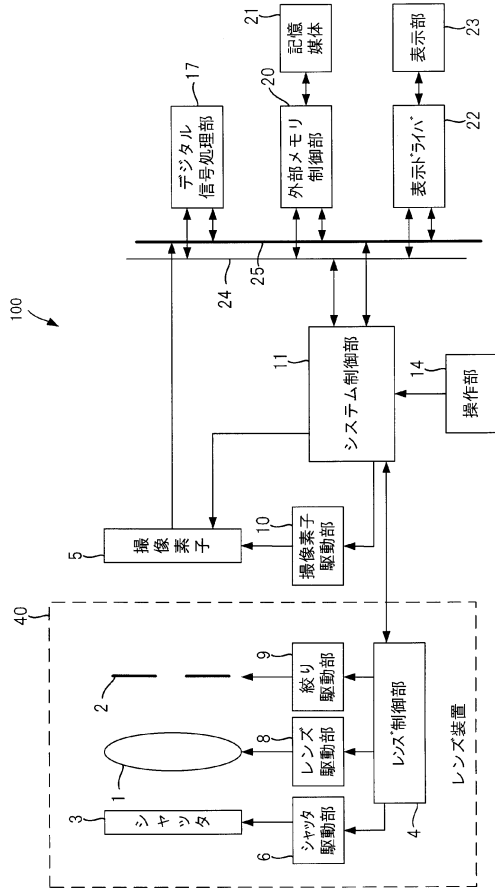 100
40
シャッタ
3
1
2
撮像素子
5
シャッタ
駆動部
6
レンズ
駆動部
8
絞り
駆動部
9
撮像素子
駆動部
10
レンズ制御部
4
レンズ装置
システム制御部
11
操作部
14
24
25
デジタル
信号処理部
17
外部メモリ
制御部
20
記憶
媒体
21
表示ドライバ
22
表示部
23